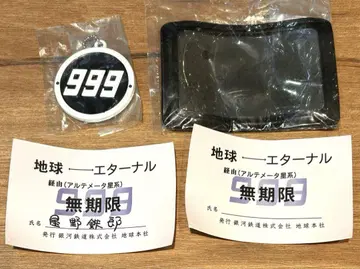 999
地球―エターナル
経由(アルテメータ星系)
999
無期限
氏名 星野鉄郎
発行 銀河鉄道株式会社 地球本社
地球―エターナル
経由(アルテメータ星系)
999
無期限
氏名
発行 銀河鉄道株式会社 地球本社